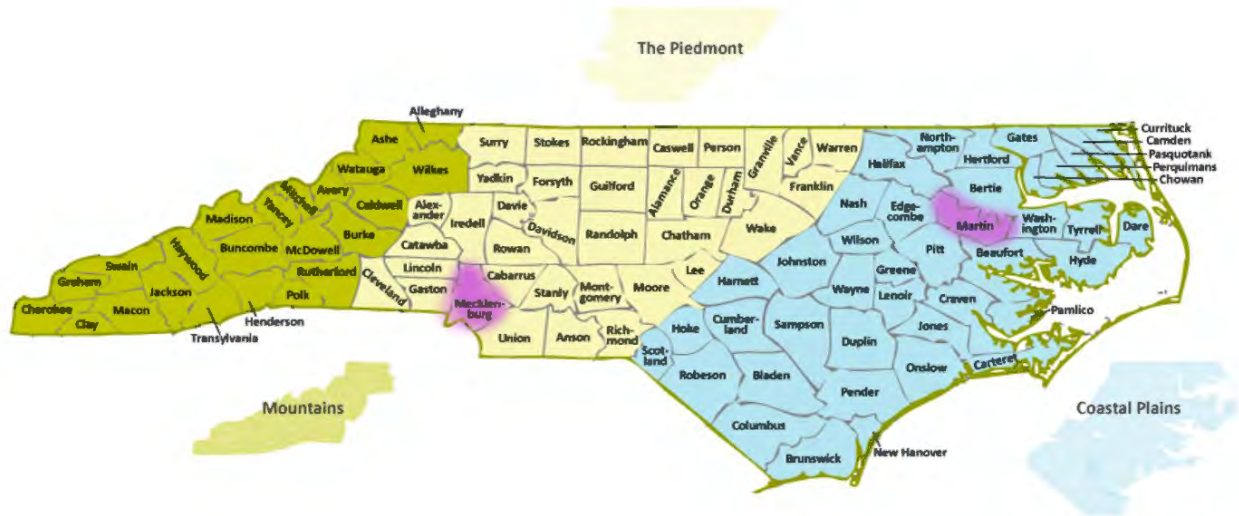 The Piedmont
Alleghany
Ashe
Surry
Stokes
Rockingham
Caswell
Person
Granville
Vance
Warren
North-
ampton
Gates
Currituck
Camden
Pasquotank
Perquimans
Chowan
Halifax
Hertford
Watauga
Wilkes
Yadkin
Forsyth
Guilford
Alamance
Orange
Durham
Franklin
Bertie
Mitchell
Avery
Yancey
Caldwell
Alex-
ander
Iredell
Davie
Davidson
Randolph
Chatham
Wake
Nash
Edge-
combe
Martin
Wash-
ington
Tyrrell
Dare
Madison
Buncombe
McDowell
Burke
Catawba
Rowan
Wilson
Pitt
Beaufort
Hyde
Haywood
Swain
Rutherford
Cleveland
Lincoln
Gaston
Cabarrus
Lee
Johnston
Harnett
Greene
Graham
Jackson
Polk
Mecklen-
burg
Stanly
Mont-
gomery
Moore
Wayne
Lenoir
Craven
Pamlico
Cherokee
Clay
Macon
Transylvania
Henderson
Union
Anson
Rich-
mond
Scot-
land
Hoke
Cumber-
land
Sampson
Duplin
Jones
Onslow
Carteret
Robeson
Bladen
Pender
Mountains
Coastal Plains
Columbus
Brunswick
New Hanover